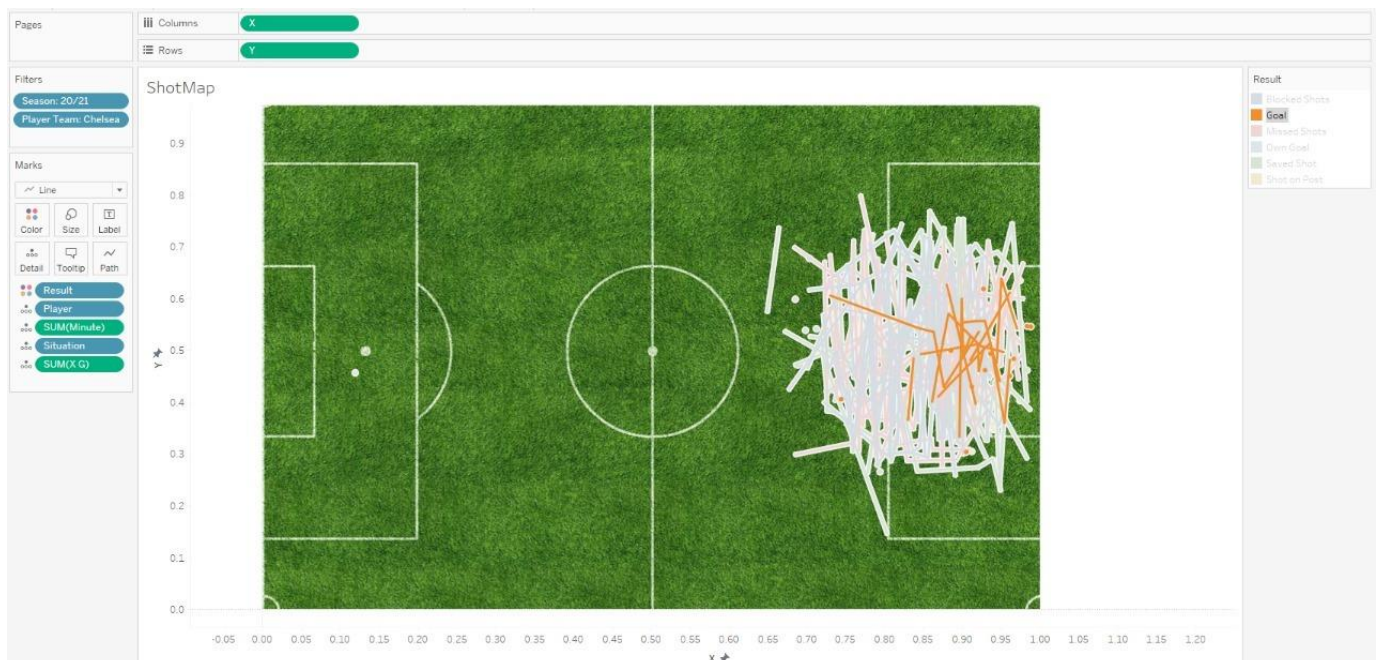 Pages
Columns
X
Rows
Y
Filters
Season: 20/21
Player Team: Chelsea
Marks
Line
Color
Size
Label
Detail
Tooltip
Path
Result
Player
SUM(Minute)
Situation
SUM(X G)
ShotMap
0.9
0.8
0.7
0.6
0.5
0.4
0.3
0.2
0.1
0.0
Y
-0.05 0.00 0.05 0.10 0.15 0.20 0.25 0.30 0.35 0.40 0.45 0.50 0.55 0.60 0.65 0.70 0.75 0.80 0.85 0.90 0.95 1.00 1.05 1.10 1.15 1.20
X
Result
Blocked Shots
Goal
Missed Shots
Own Goal
Saved Shot
Shot on Post